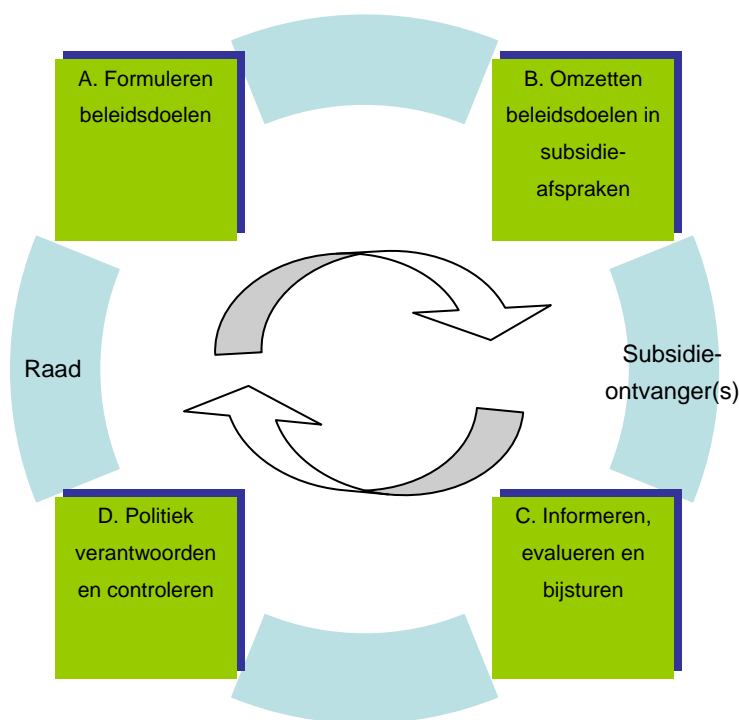 A. Formuleren
beleidsdoelen
B. Omzetten
beleidsdoelen in
subsidie-
afspraken
Raad
Subsidie-
ontvanger(s)
D. Politiek
verantwoorden
en controleren
C. Informeren,
evalueren en
bijsturen